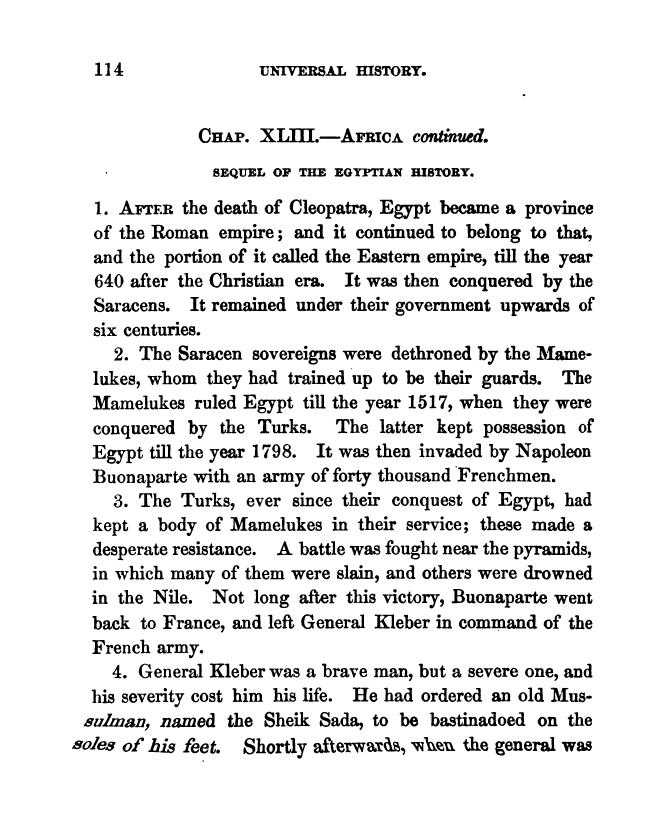 114 UNIVERSAL HISTORY.
CHAP. XLIII.—AFRICA continued.
SEQUEL OF THE EGYPTIAN HISTORY.
1. AFTER the death of Cleopatra, Egypt became a province
of the Roman empire; and it continued to belong to that,
and the portion of it called the Eastern empire, till the year
640 after the Christian era. It was then conquered by the
Saracens. It remained under their government upwards of
six centuries.
2. The Saracen sovereigns were dethroned by the Mame-
lukes, whom they had trained up to be their guards. The
Mamelukes ruled Egypt till the year 1517, when they were
conquered by the Turks. The latter kept possession of
Egypt till the year 1798. It was then invaded by Napoleon
Buonaparte with an army of forty thousand Frenchmen.
3. The Turks, ever since their conquest of Egypt, had
kept a body of Mamelukes in their service; these made a
desperate resistance. A battle was fought near the pyramids,
in which many of them were slain, and others were drowned
in the Nile. Not long after this victory, Buonaparte went
back to France, and left General Kleber in command of the
French army.
4. General Kleber was a brave man, but a severe one, and
his severity cost him his life. He had ordered an old Mus-
sulman, named the Sheik Sada, to be bastinadoed on the
soles of his feet. Shortly afterwards, when the general was